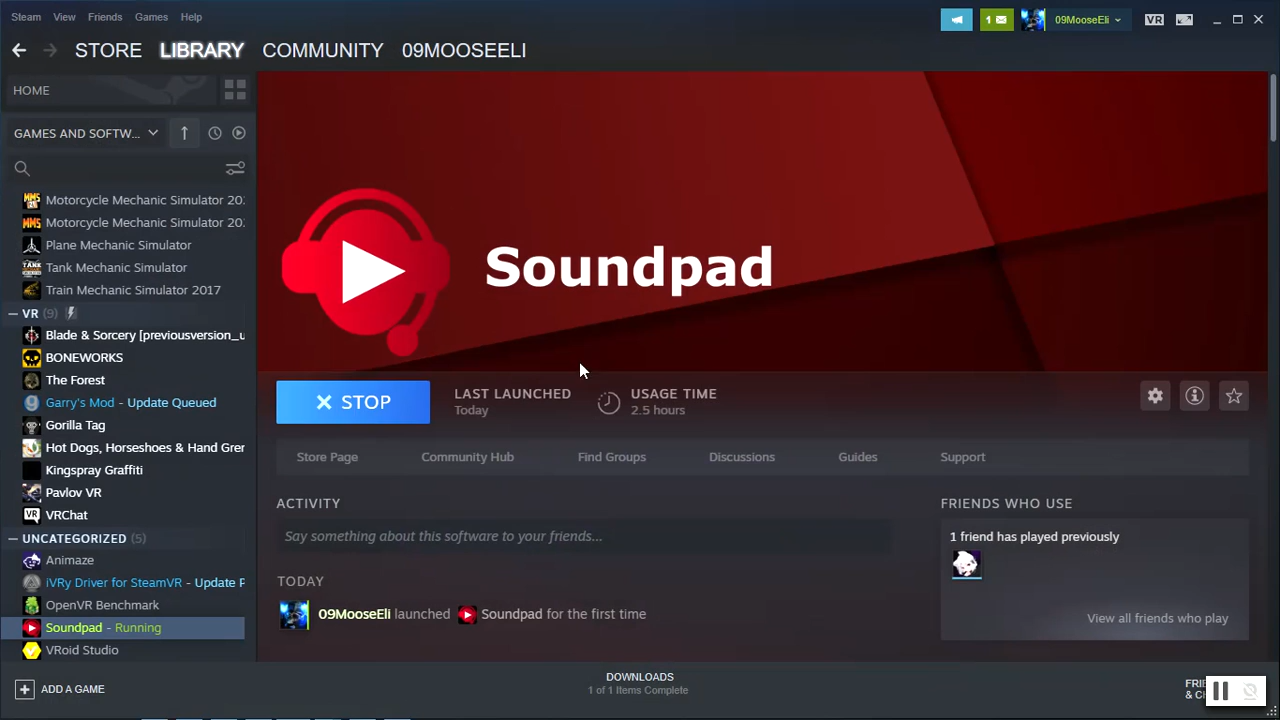 Steam View Friends Games Help
1
09MooseEli
VR
STORE LIBRARY COMMUNITY 09MOOSEELI
HOME
GAMES AND SOFTW...
Motorcycle Mechanic Simulator 202
Motorcycle Mechanic Simulator 202
Plane Mechanic Simulator
Tank Mechanic Simulator
Train Mechanic Simulator 2017
VR (9)
Blade & Sorcery [previousversion_u
BONEWORKS
The Forest
Garry's Mod - Update Queued
Gorilla Tag
Hot Dogs, Horseshoes & Hand Gren
Kingspray Graffiti
Pavlov VR
VRChat
UNCATEGORIZED (5)
Animaze
iVRy Driver for SteamVR - Update P
OpenVR Benchmark
Soundpad - Running
VRoid Studio
ADD A GAME
Soundpad
STOP
LAST LAUNCHED
Today
USAGE TIME
2.5 hours
Store Page Community Hub Find Groups Discussions Guides Support
ACTIVITY
Say something about this software to your friends...
TODAY
09MooseEli launched Soundpad for the first time
FRIENDS WHO USE
1 friend has played previously
View all friends who play
DOWNLOADS
1 of 1 Items Complete
FRI
& C